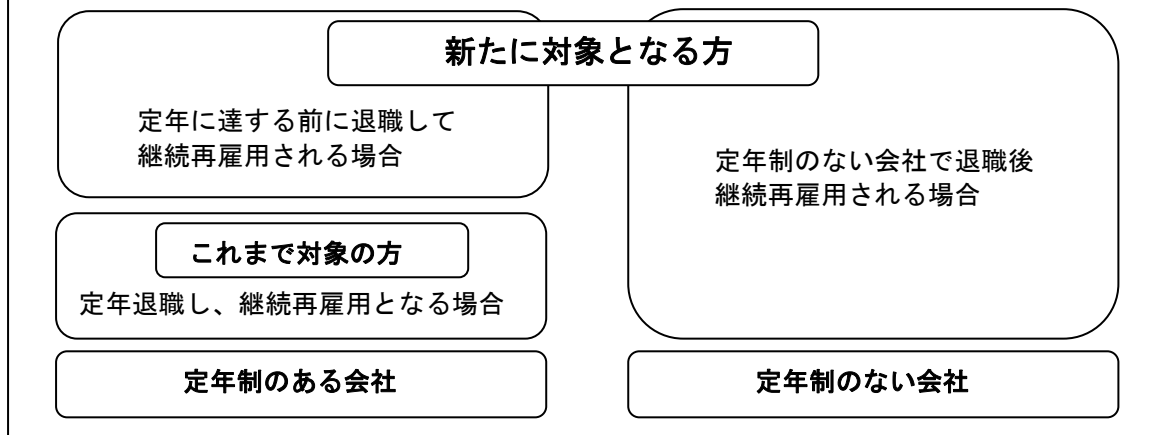 新たに対象となる方
定年に達する前に退職して
継続再雇用される場合
定年制のない会社で退職後
継続再雇用される場合
これまで対象の方
定年退職し、継続再雇用となる場合
定年制のある会社
定年制のない会社